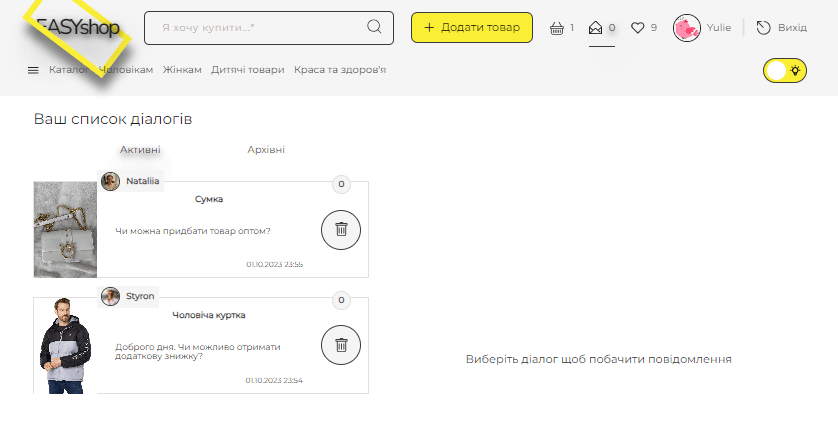 EASYshop
Я хочу купити...*
+ Додати товар
1
0
9
Yulie
Вихід
Каталог
Чоловікам
Жінкам
Дитячі товари
Краса та здоров'я
Ваш список діалогів
Активні
Архівні
Nataliia
0
Сумка
Чи можна придбати товар оптом?
01.10.2023 23:55
Styron
0
Чоловіча куртка
Доброго дня. Чи можливо отримати
додаткову знижку?
01.10.2023 23:54
Виберіть діалог щоб побачити повідомлення